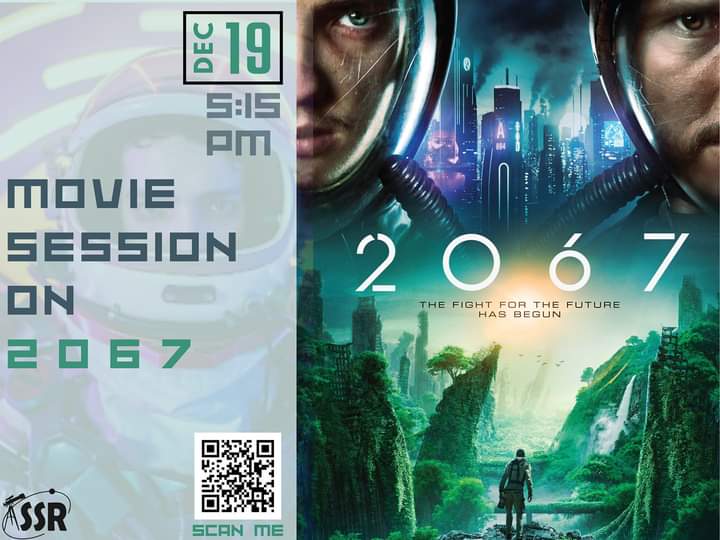 DEC 19
5:15
PM
MOVIE
SESSION
ON
2067
SSR
SCAN ME
2067
THE FIGHT FOR THE FUTURE
HAS BEGUN
A